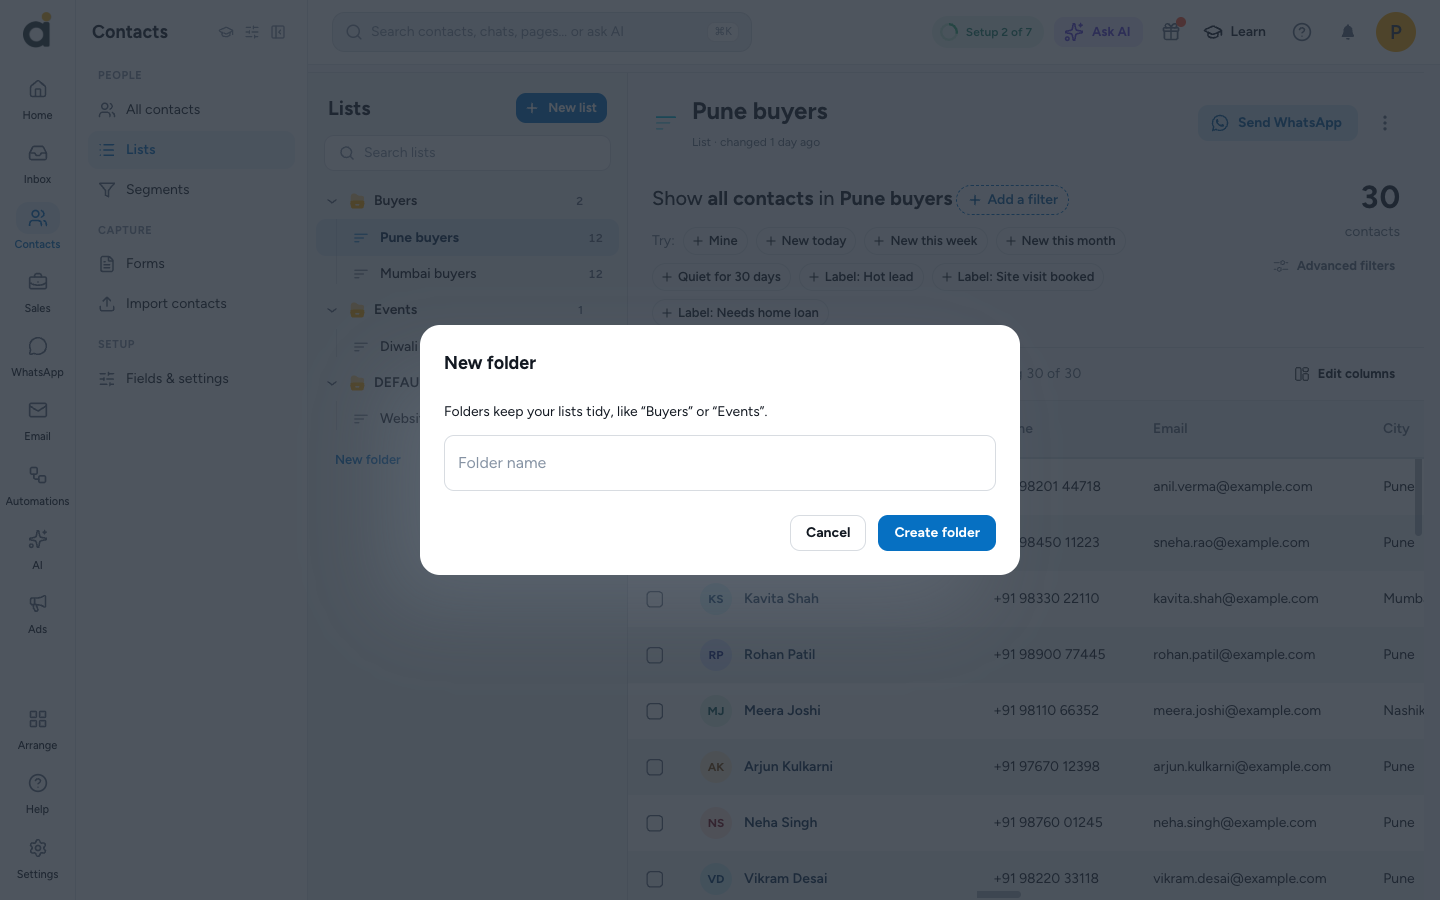 Contacts
Search contacts, chats, pages... or ask AI
⌘K
Setup 2 of 7
Ask AI
Learn
P
Home
Inbox
Contacts
Sales
WhatsApp
Email
Automations
AI
Ads
Arrange
Help
Settings
PEOPLE
All contacts
Lists
Segments
CAPTURE
Forms
Import contacts
SETUP
Fields & settings
Lists
New list
Search lists
Buyers 2
Pune buyers 12
Mumbai buyers 12
Events 1
Diwali
DEFAU
Websi
New folder
Pune buyers
List · changed 1 day ago
Send WhatsApp
Show all contacts in Pune buyers
Add a filter
30
contacts
Try:
Mine
New today
New this week
New this month
Quiet for 30 days
Label: Hot lead
Label: Site visit booked
Label: Needs home loan
Advanced filters
30 of 30
Edit columns
Email
City
98201 44718 anil.verma@example.com Pune
98450 11223 sneha.rao@example.com Pune
KS Kavita Shah +91 98330 22110 kavita.shah@example.com Mumb
RP Rohan Patil +91 98900 77445 rohan.patil@example.com Pune
MJ Meera Joshi +91 98110 66352 meera.joshi@example.com Nashik
AK Arjun Kulkarni +91 97670 12398 arjun.kulkarni@example.com Pune
NS Neha Singh +91 98760 01245 neha.singh@example.com Pune
VD Vikram Desai +91 98220 33118 vikram.desai@example.com Pune
New folder
Folders keep your lists tidy, like “Buyers” or “Events”.
Folder name
Cancel
Create folder